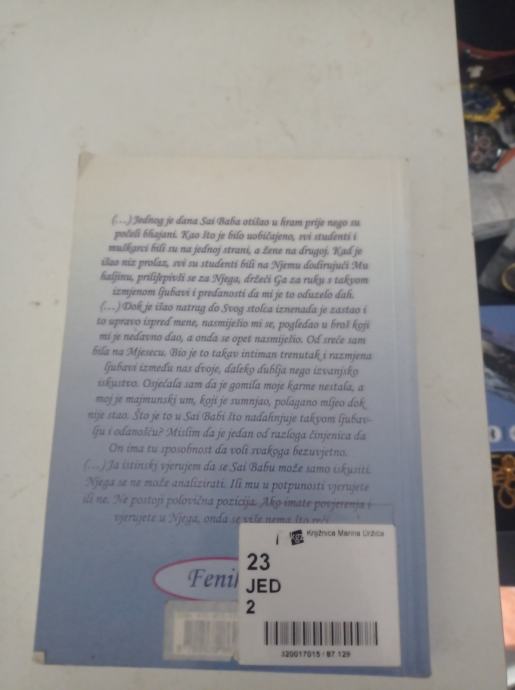 (...) Jednog je dana Sai Baba otišao u hram prije nego su
počeli bhajani. Kao što je bilo uobičajeno, svi studenti i
muškarci bili su na jednoj strani, a žene na drugoj. Kad je
išao niz prolaz, svi su studenti bili na Njemu dodirujući Mu
haljinu, prilijepivši se za Njega, držeći Ga za ruku s takvom
izmjenom ljubavi i predanosti da mi je to oduzelo dah.
(...) Dok je išao natrag do Svog stolca iznenada je zastao i
to upravo ispred mene, nasmiješio mi se, pogledao u broš koji
mi je nedavno dao, a onda se opet nasmiješio. Od sreće sam
bila na Mjesecu. Bio je to takav intiman trenutak i razmjena
ljubavi između nas dvoje, daleko dublja nego izvanjsko
iskustvo. Osjećala sam da je gomila moje karme nestala, a
moj je majmunski um, koji je sumnjao, polagano mljeo dok
nije stao. Što je to u Sai Babi što nadahnjuje takvom ljubav-
lju i odanošću? Mislim da je jedan od razloga činjenica da
On ima tu sposobnost da voli svakoga bezuvjetno.
(...) Ja istinski vjerujem da se Sai Babu može samo iskusiti.
Njega se ne može analizirati. Ili mu u potpunosti vjerujete
ili ne. Ne postoji polovična pozicija. Ako imate povjerenja i
vjerujete u Njega, onda se više nema što reći.
Knjižnica Marina Držića
23
JED
2
320017015 / 87 129